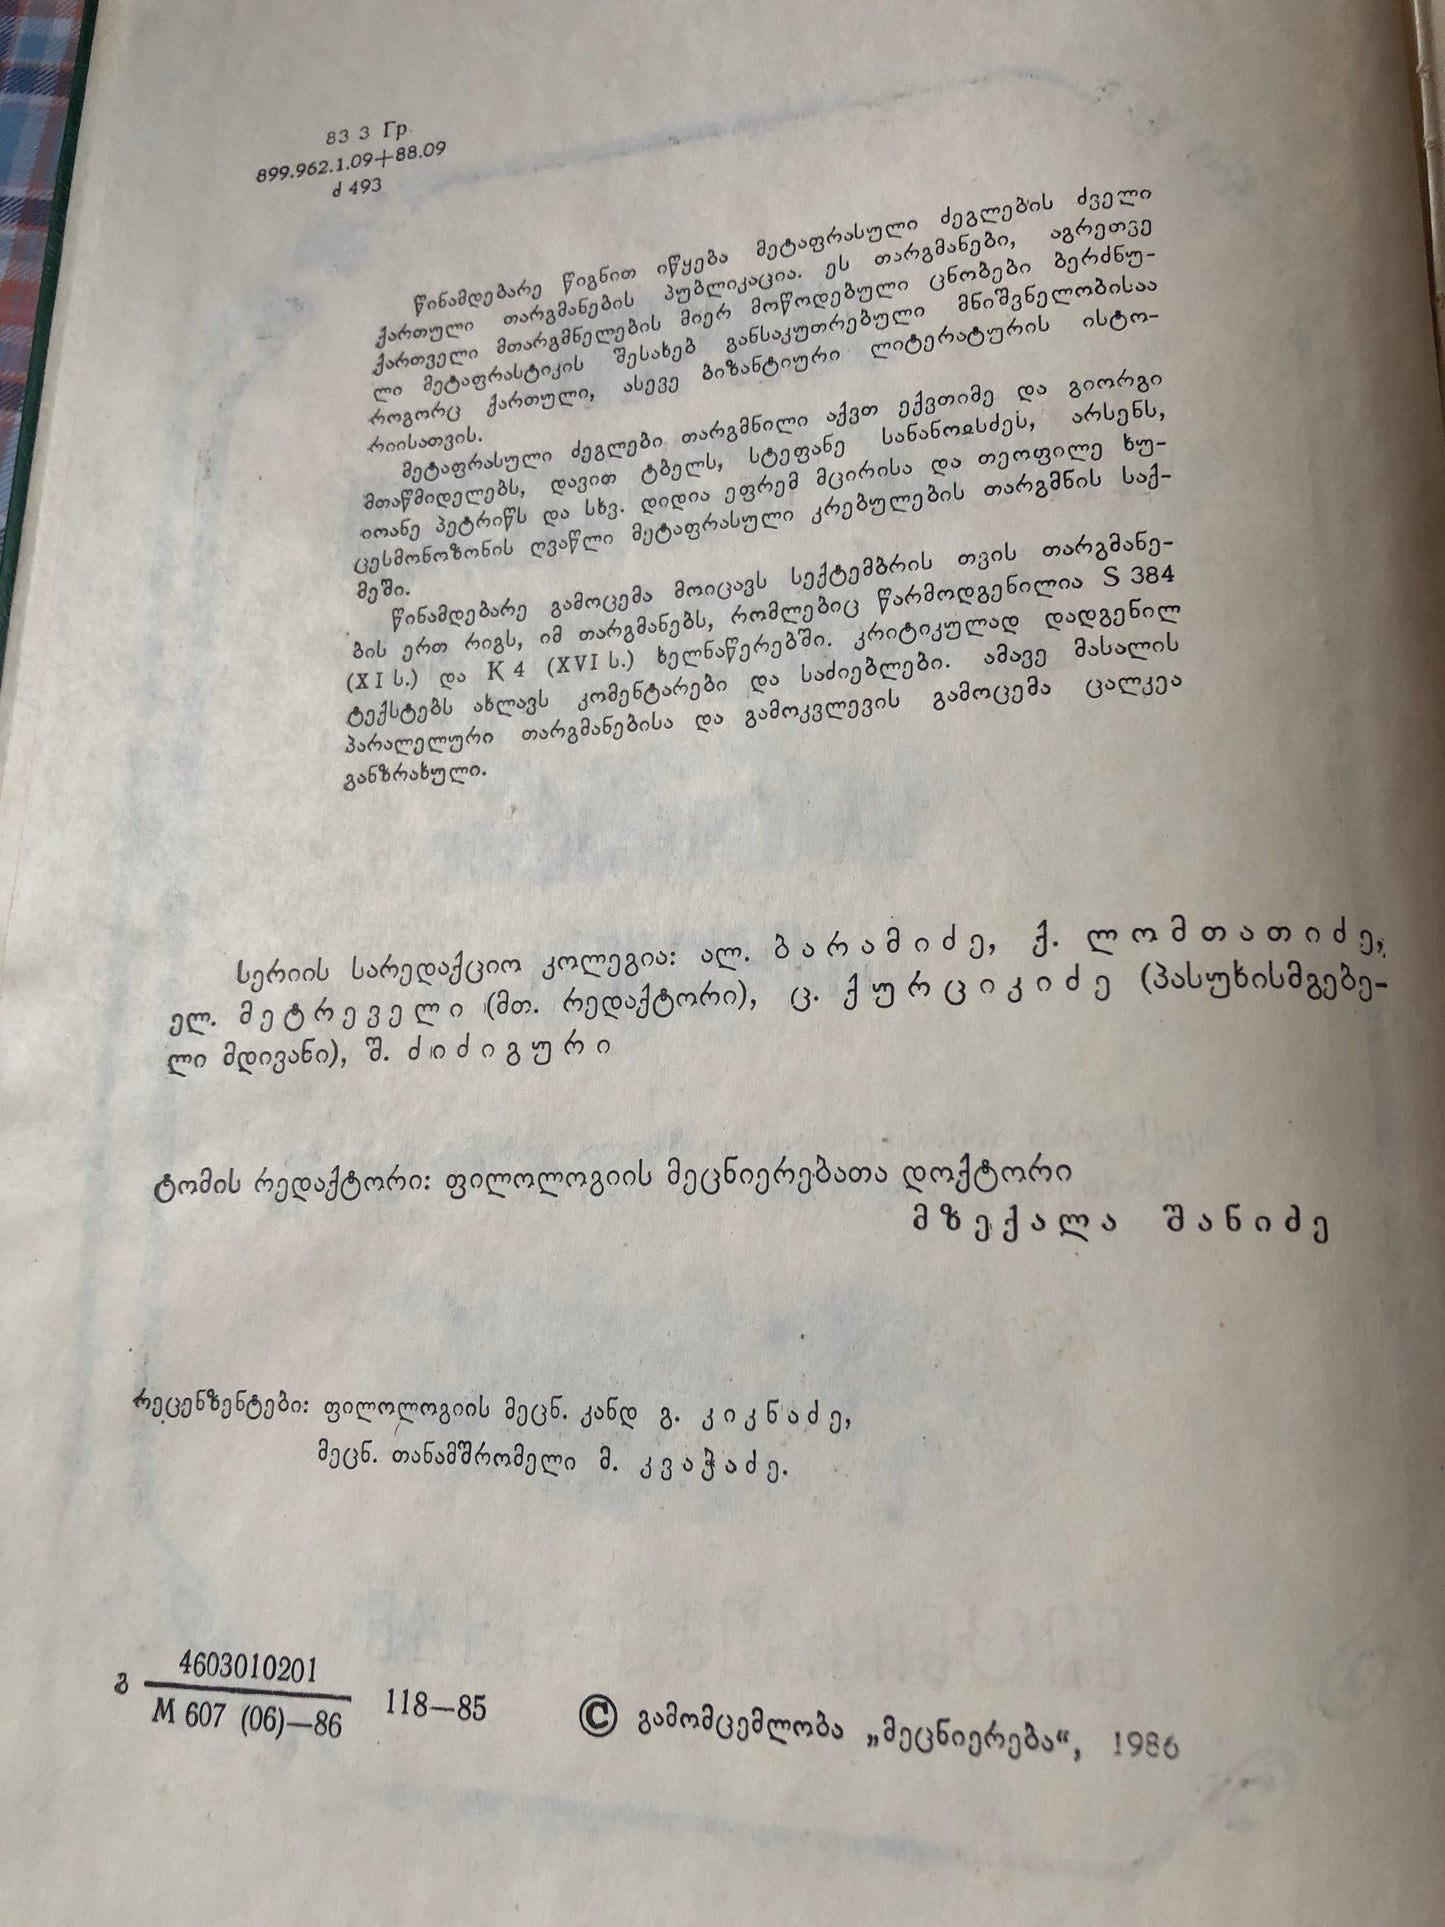 83 3 Гр
899.962.1.09+88.09
ძ 493
წინამდებარე წიგნით იწყება მეტაფრასული ძეგლების ძველი
ქართული თარგმანების პუბლიკაცია. ეს თარგმანები, აგრეთვე
ქართველი მთარგმნელების მიერ მოწოდებული ცნობები ბერძნუ-
ლი მეტაფრასტიკის შესახებ განსაკუთრებული მნიშვნელობისაა
როგორც ქართული, ასევე ბიზანტიური ლიტერატურის ისტო-
რიისათვის.
მეტაფრასული ძეგლები თარგმნილი აქვთ ექვთიმე და გიორგი
მთაწმიდელებს, დავით ტბელს, სტეფანე სანანოჲსძეს, არსენს,
იოანე პეტრიწს და სხვ. დიდია ეფრემ მცირისა და თეოფილე ხუ-
ცესმონოზონის ღვაწლი მეტაფრასული კრებულების თარგმნის საქ-
მეში.
წინამდებარე გამოცემა მოიცავს სექტემბრის თვის თარგმანე-
ბის ერთ რიგს, იმ თარგმანებს, რომლებიც წარმოდგენილია S 384
(XI ს.) და K 4 (XVI ს.) ხელნაწერებში. კრიტიკულად დადგენილ
ტექსტებს ახლავს კომენტარები და საძიებლები. ამავე მასალის
პარალელური თარგმანებისა და გამოკვლევის გამოცემა ცალკეა
განზრახული.
სერიის სარედაქციო კოლეგია: ალ. ბარამიძე, ქ. ლომთათიძე,
ელ. მეტრეველი (მთ. რედაქტორი), ც. ქურციკიძე (პასუხისმგებე-
ლი მდივანი), შ. ძიძიგური
ტომის რედაქტორი: ფილოლოგიის მეცნიერებათა დოქტორი
მზექალა შანიძე
რეცენზენტები: ფილოლოგიის მეცნ. კანდ გ. კიკნაძე,
მეცნ. თანამშრომელი მ. კვაჭაძე.
გ 4603010201
M 607 (06)—86 118—85
© გამომცემლობა „მეცნიერება“, 1986